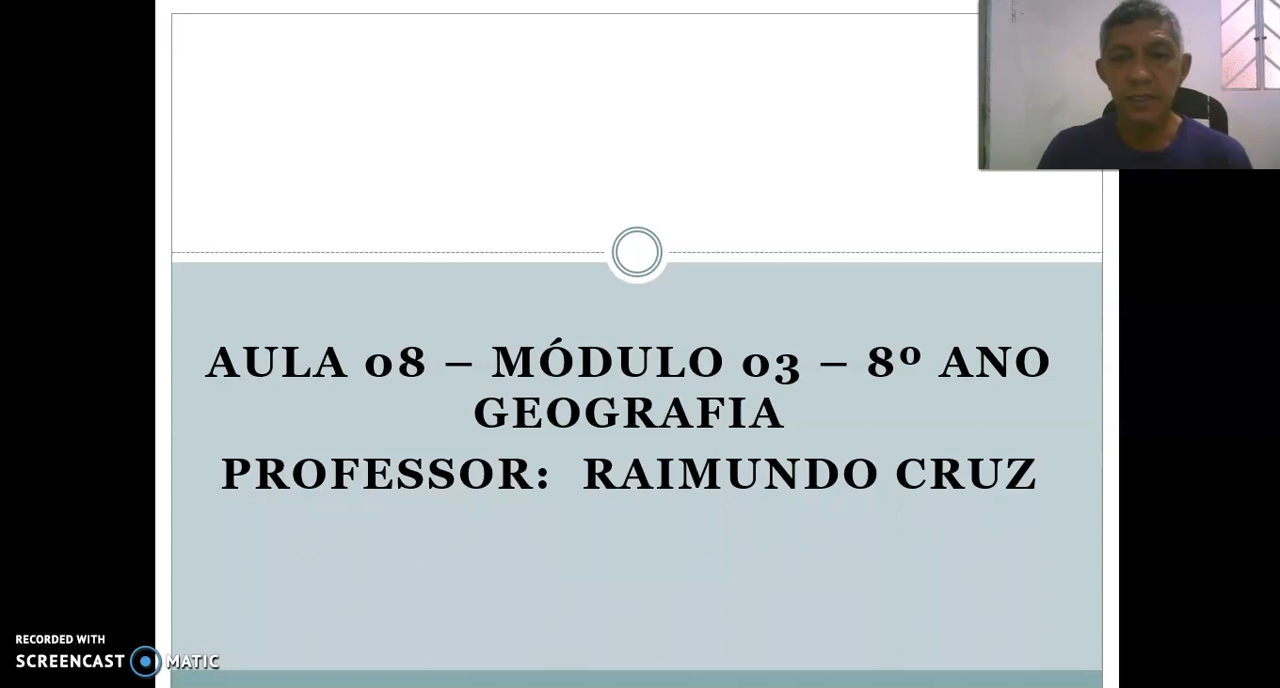 AULA 08 – MÓDULO 03 – 8º ANO
GEOGRAFIA
PROFESSOR: RAIMUNDO CRUZ
RECORDED WITH
SCREENCAST MATIC